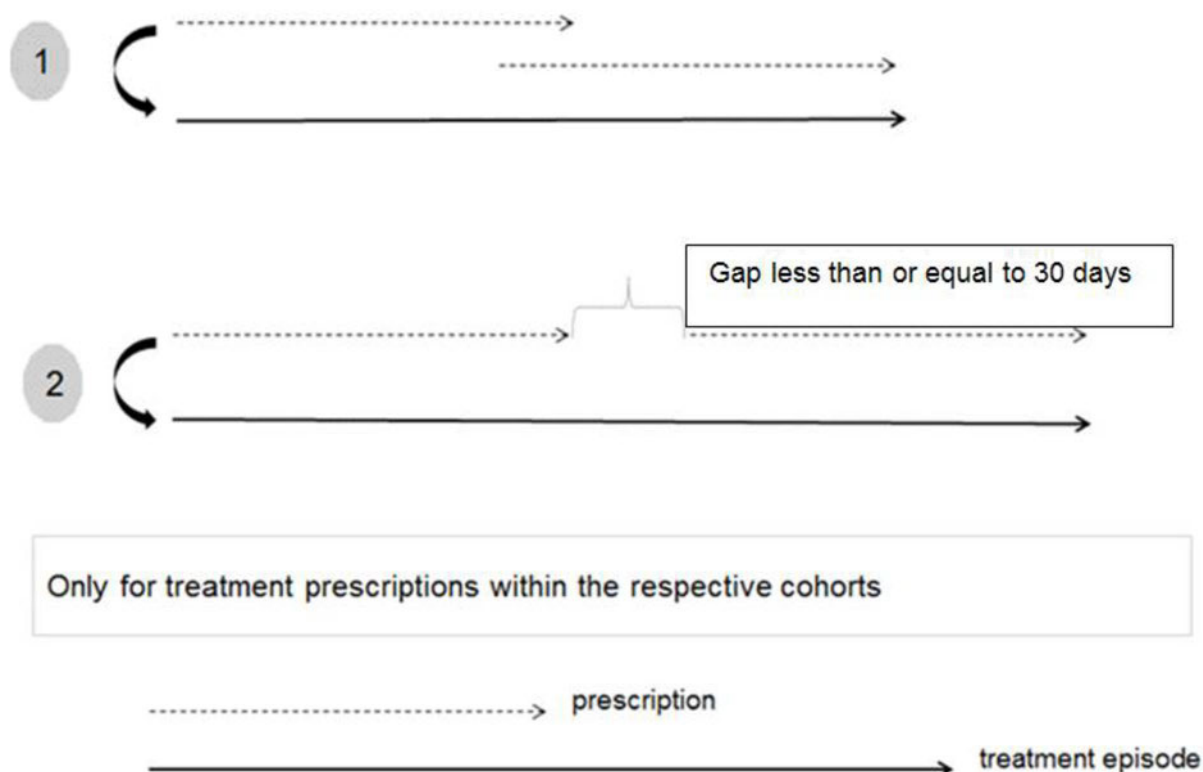 1
Gap less than or equal to 30 days
2
Only for treatment prescriptions within the respective cohorts
prescription
treatment episode